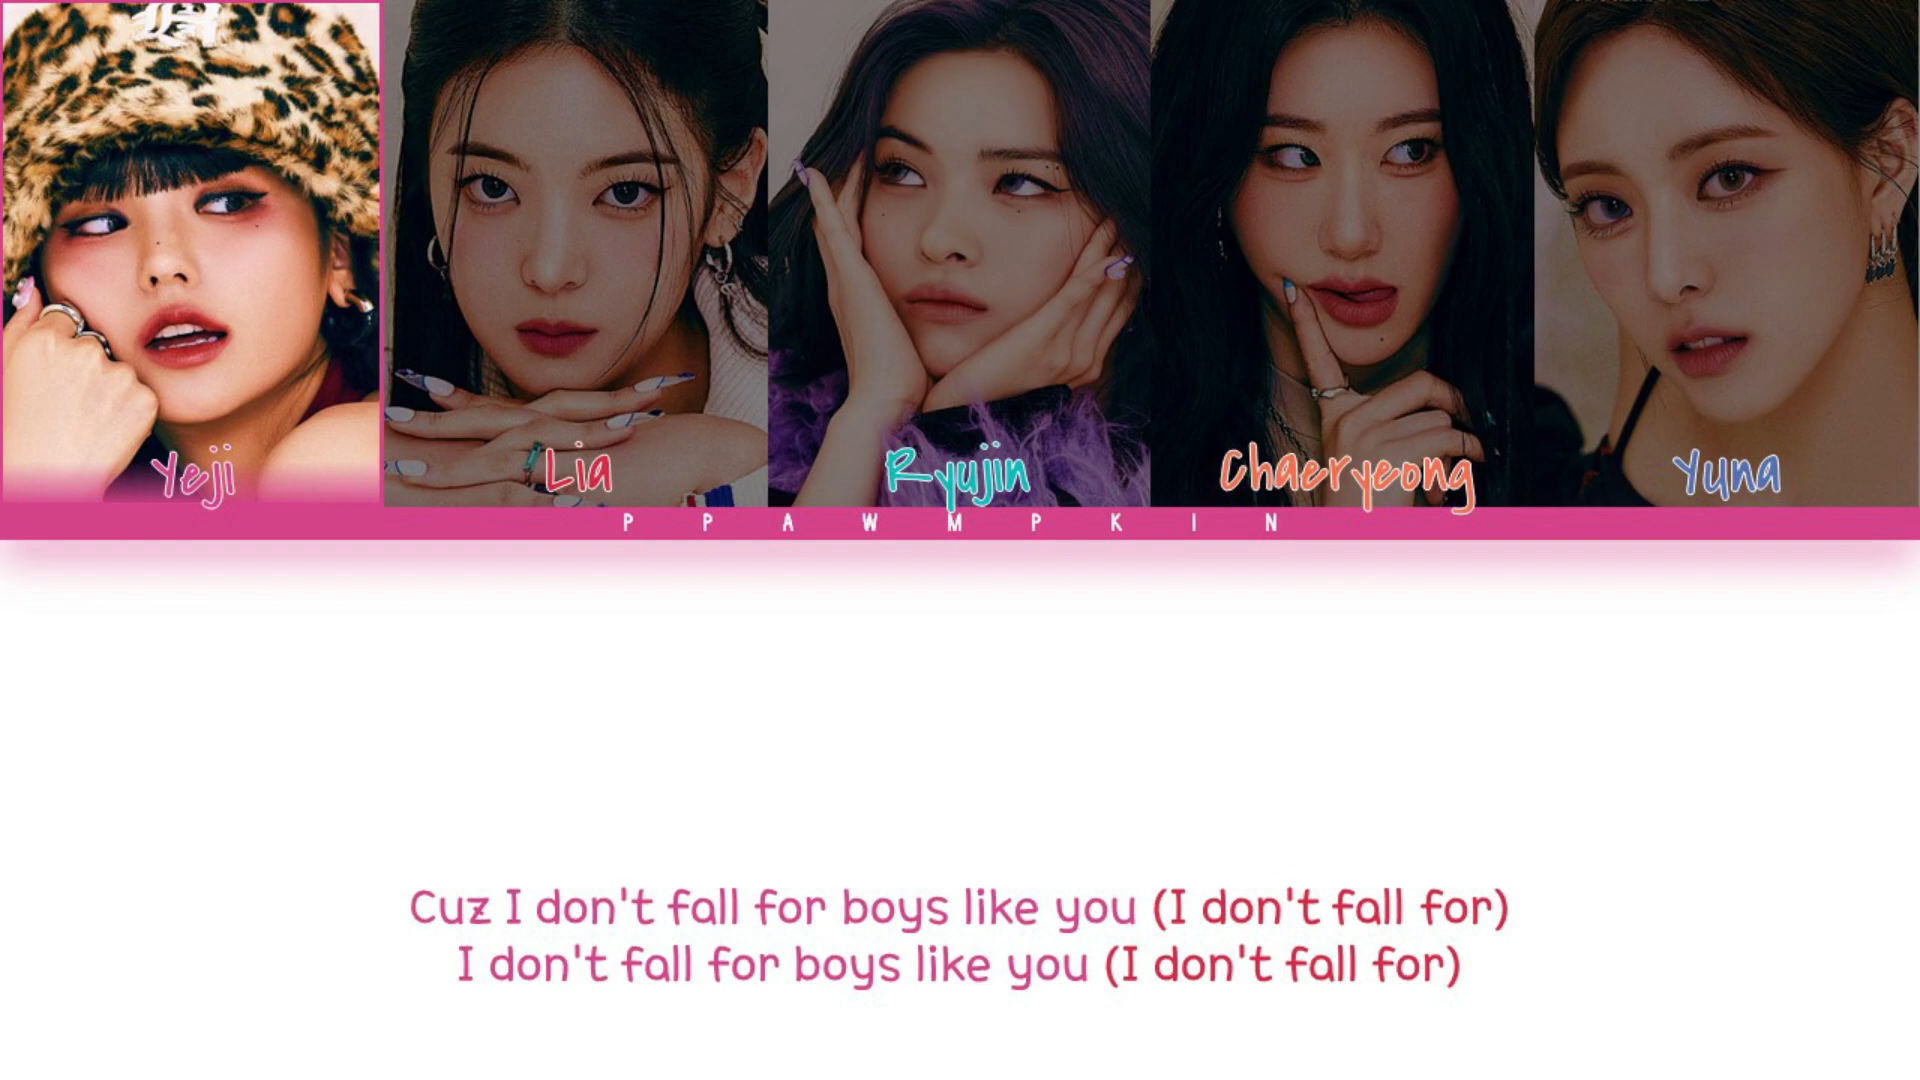 Yeji Lia Ryujin Chaeryeong Yuna
PPAWMPKIN
Cuz I don't fall for boys like you (I don't fall for)
I don't fall for boys like you (I don't fall for)